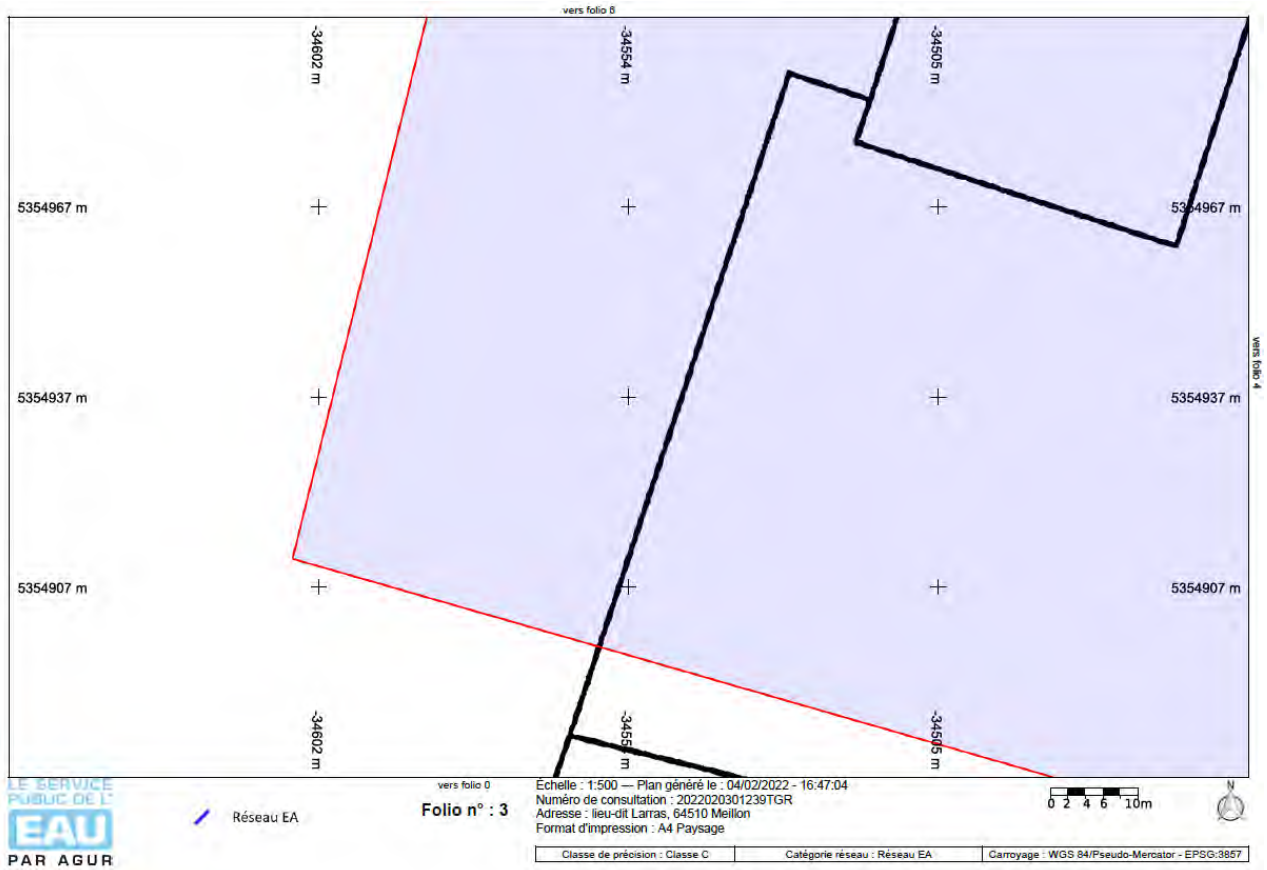 vers folo 8
-34602 m
-34554 m
-34505 m
5354967 m
5354967 m
vers folio 4
5354937 m
5354937 m
5354907 m
5354907 m
-34602 m
-34554 m
-34505 m
LE SERVICE
PUBLIC DE L'
EAU
PAR AGUR
Réseau EA
vers folio 0
Folio n° : 3
Echelle : 1:500 — Plan généré le : 04/02/2022 - 16:47:04
Numéro de consultation : 2022020301239TGR
Adresse : lieu-dit Larras, 64510 Meillon
Format d'impression : A4 Paysage
0 2 4 6 10m
N
Classe de précision : Classe C
Catégorie réseau : Réseau EA
Carroyage : WGS 84/Pseudo-Mercator - EPSG:3857